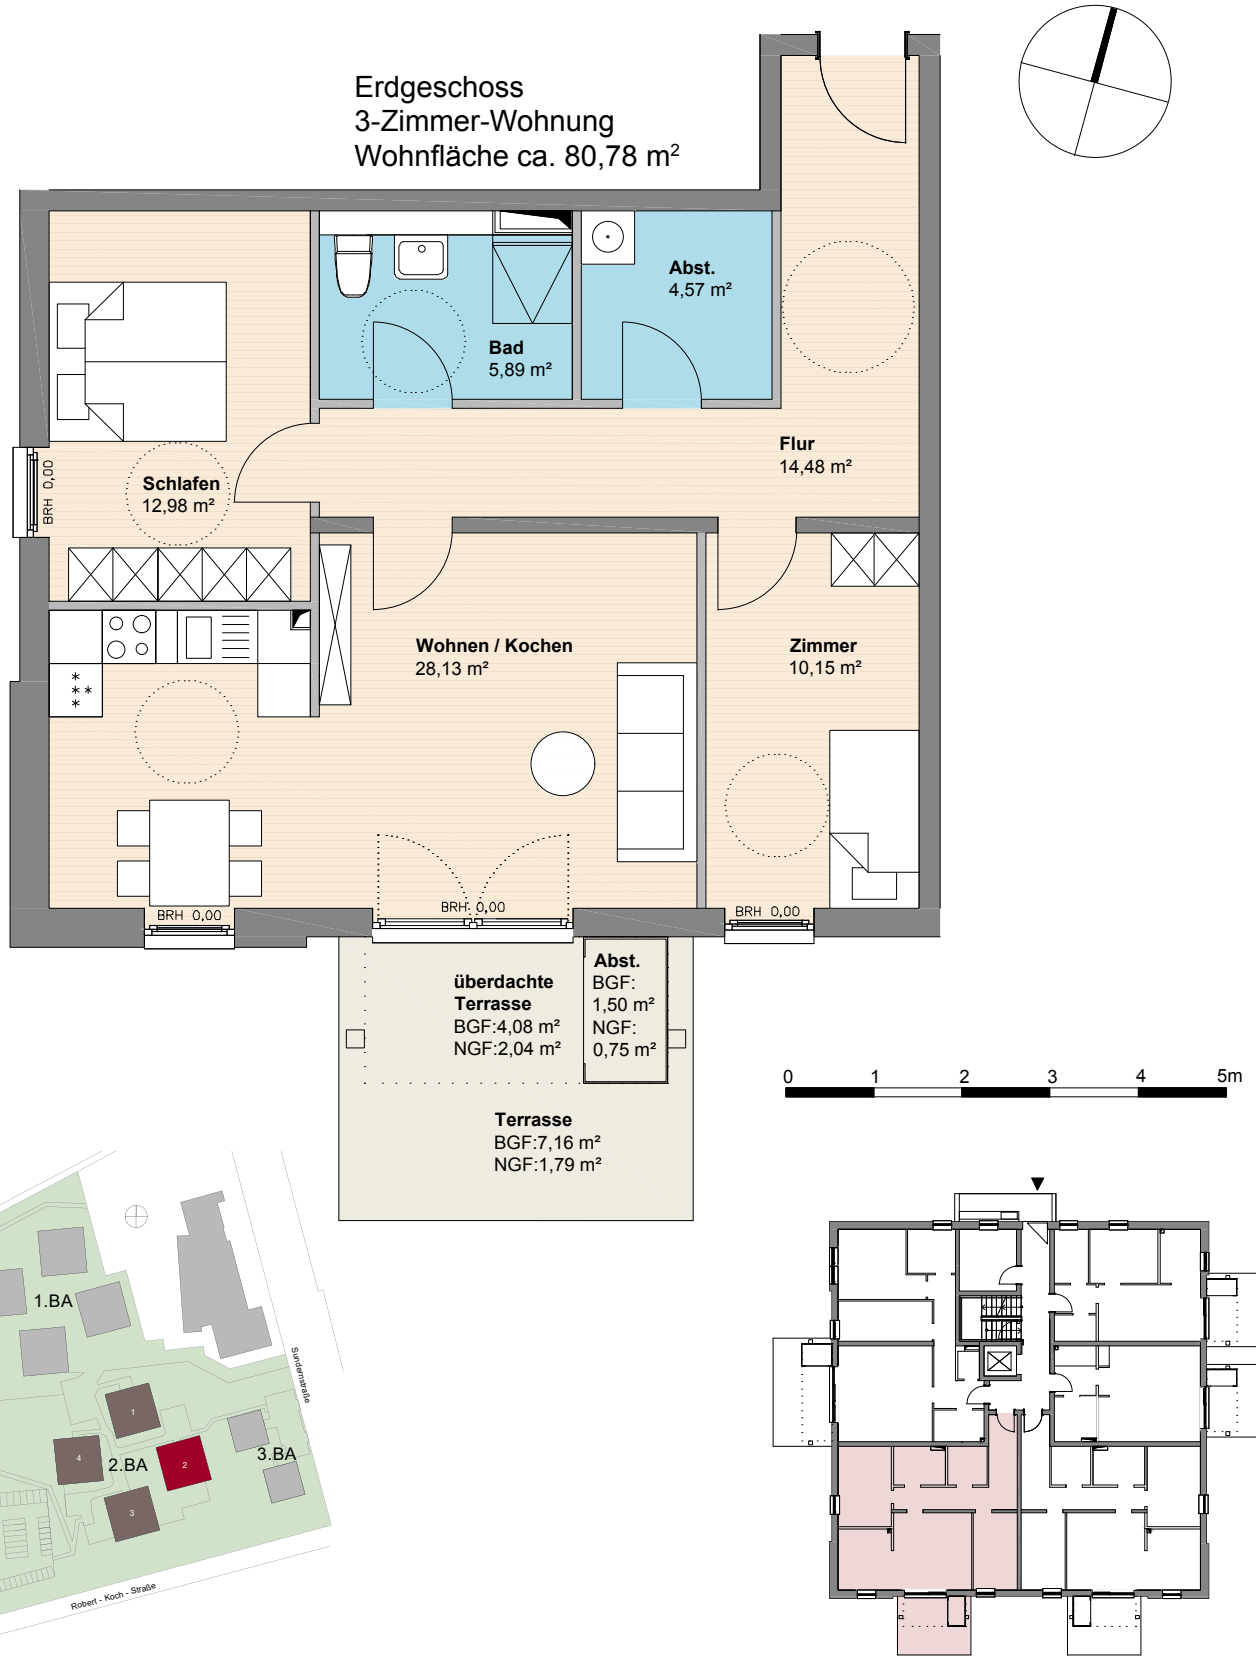 Erdgeschoss
3-Zimmer-Wohnung
Wohnfläche ca. 80,78 m²
Abst.
4,57 m²
Bad
5,89 m²
Flur
14,48 m²
Schlafen
12,98 m²
BRH 0,00
Wohnen / Kochen
28,13 m²
Zimmer
10,15 m²
BRH 0,00
BRH 0,00
BRH 0,00
überdachte
Terrasse
BGF:4,08 m²
NGF:2,04 m²
Abst.
BGF:
1,50 m²
NGF:
0,75 m²
Terrasse
BGF:7,16 m²
NGF:1,79 m²
0 1 2 3 4 5m
1.BA
Sundernstraße
1
4
2.BA
2
3.BA
3
Robert - Koch - Straße